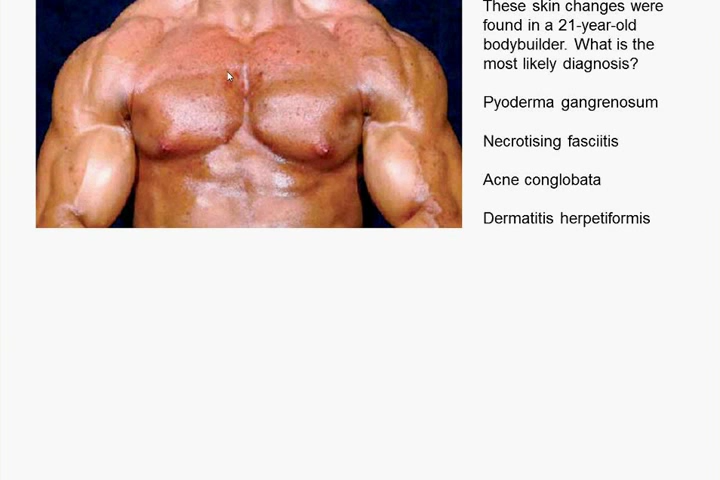 These skin changes were
found in a 21-year-old
bodybuilder. What is the
most likely diagnosis?
Pyoderma gangrenosum
Necrotising fasciitis
Acne conglobata
Dermatitis herpetiformis